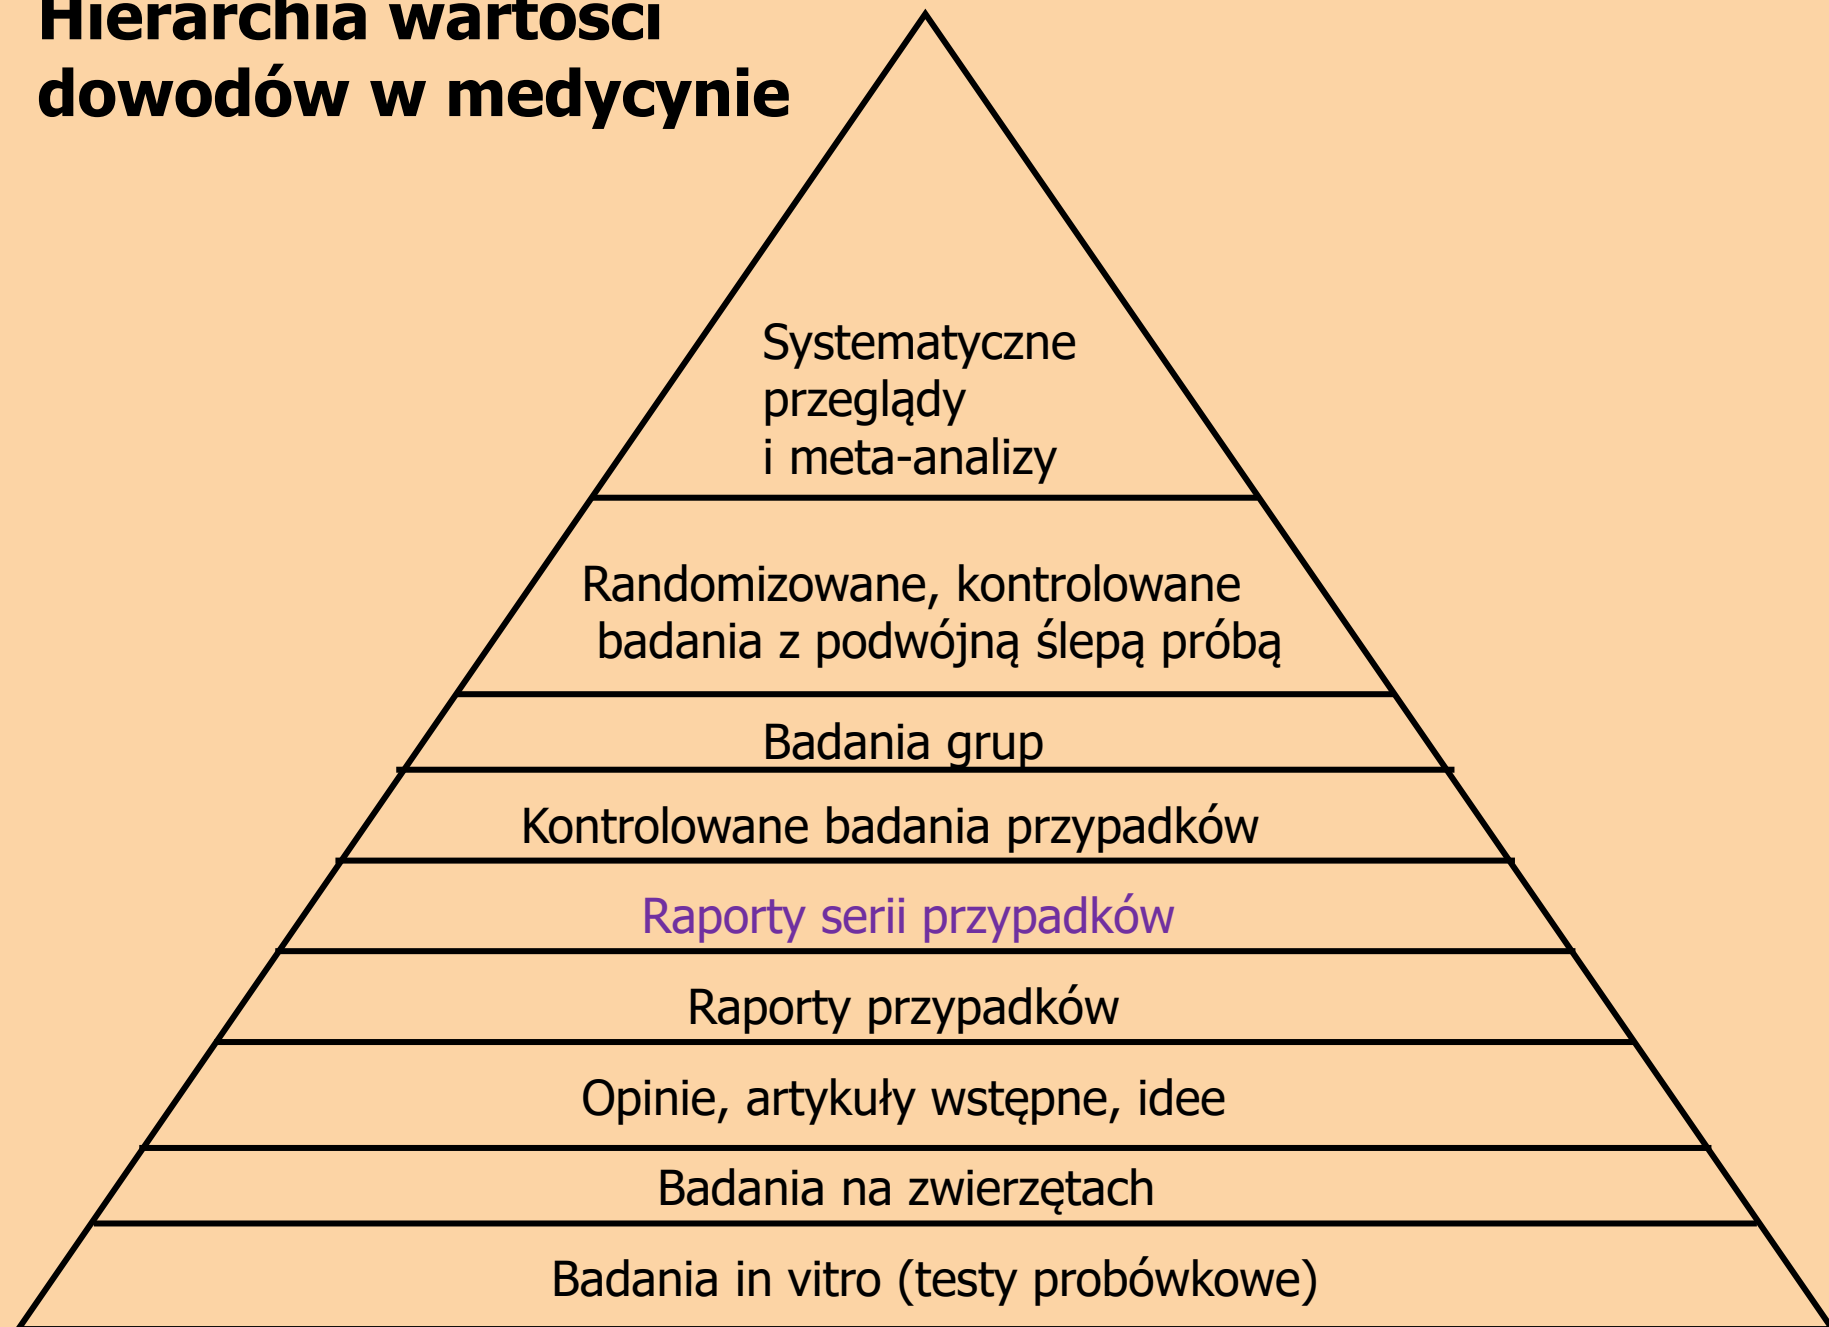 Hierarchia wartości
dowodów w medycynie
Systematyczne
przeglądy
i meta-analizy
Randomizowane, kontrolowane
badania z podwójną ślepą próbą
Badania grup
Kontrolowane badania przypadków
Raporty serii przypadków
Raporty przypadków
Opinie, artykuły wstępne, idee
Badania na zwierzętach
Badania in vitro (testy probówkowe)